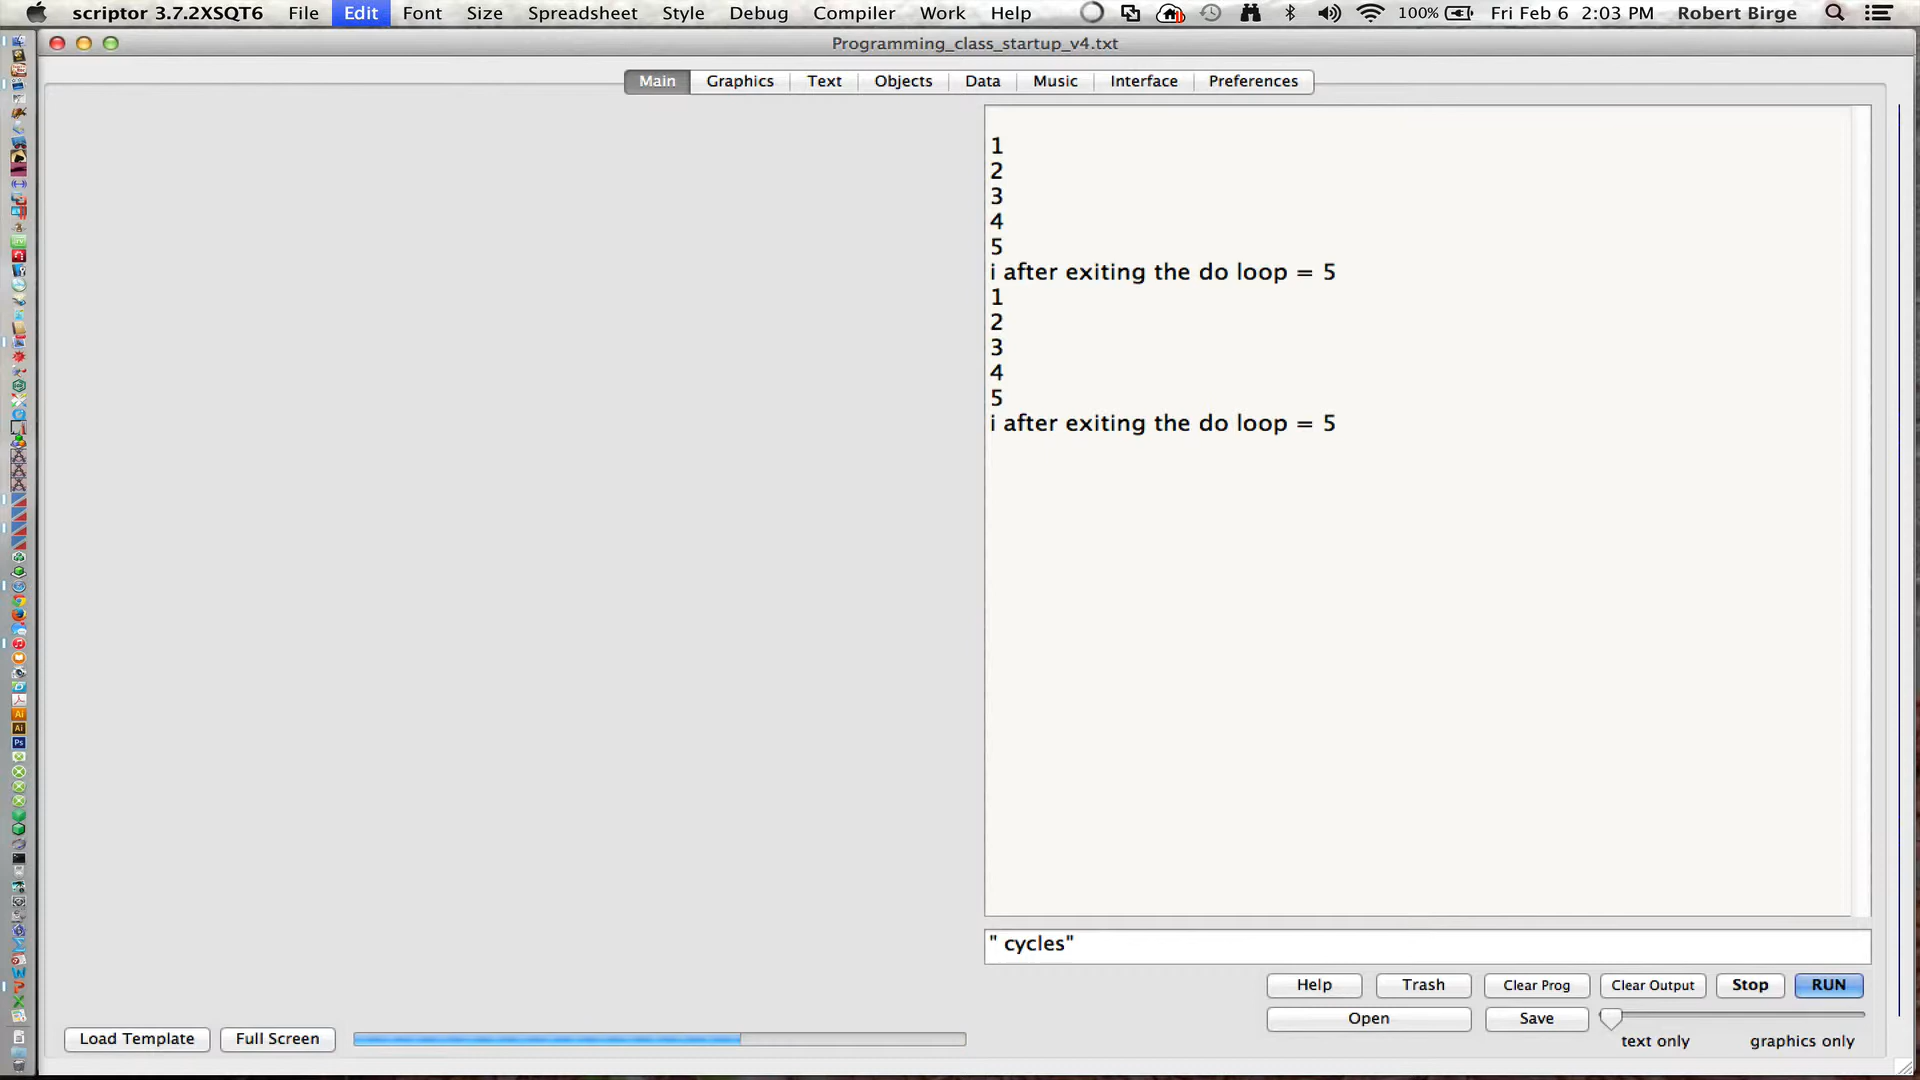 scriptor 3.7.2XSQT6 File Edit Font Size Spreadsheet Style Debug Compiler Work Help 100% Fri Feb 6 2:03 PM Robert Birge
Programming_class_startup_v4.txt
Main Graphics Text Objects Data Music Interface Preferences
1
2
3
4
5
i after exiting the do loop = 5
1
2
3
4
5
i after exiting the do loop = 5
" cycles"
Help Trash Clear Prog Clear Output Stop RUN
Open Save
text only graphics only
Load Template Full Screen